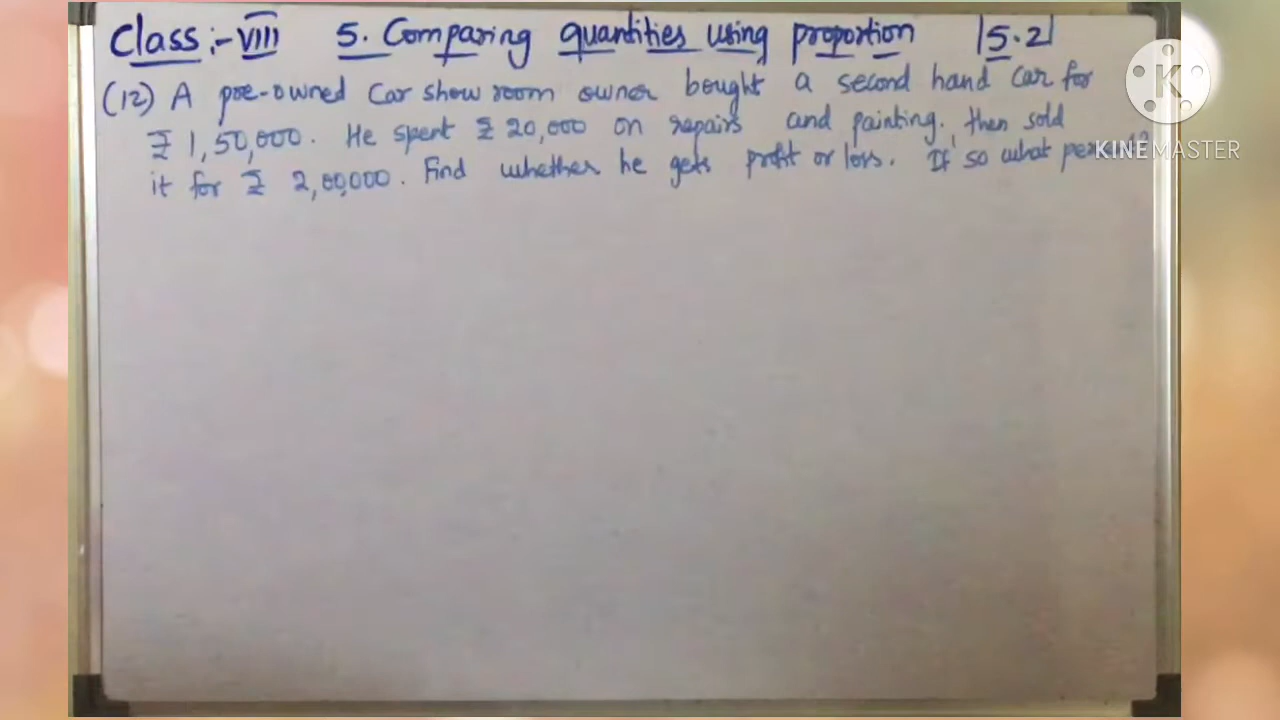 Class:- VIII 5. Comparing quantities using proportion |5.2|
(12) A pre-owned Car show room owner bought a second hand car for
₹ 1,50,000. He spent ₹ 20,000 on repairs and painting, then sold
it for ₹ 2,00,000. Find whether he gets profit or loss. If so what
K
KINEMASTER